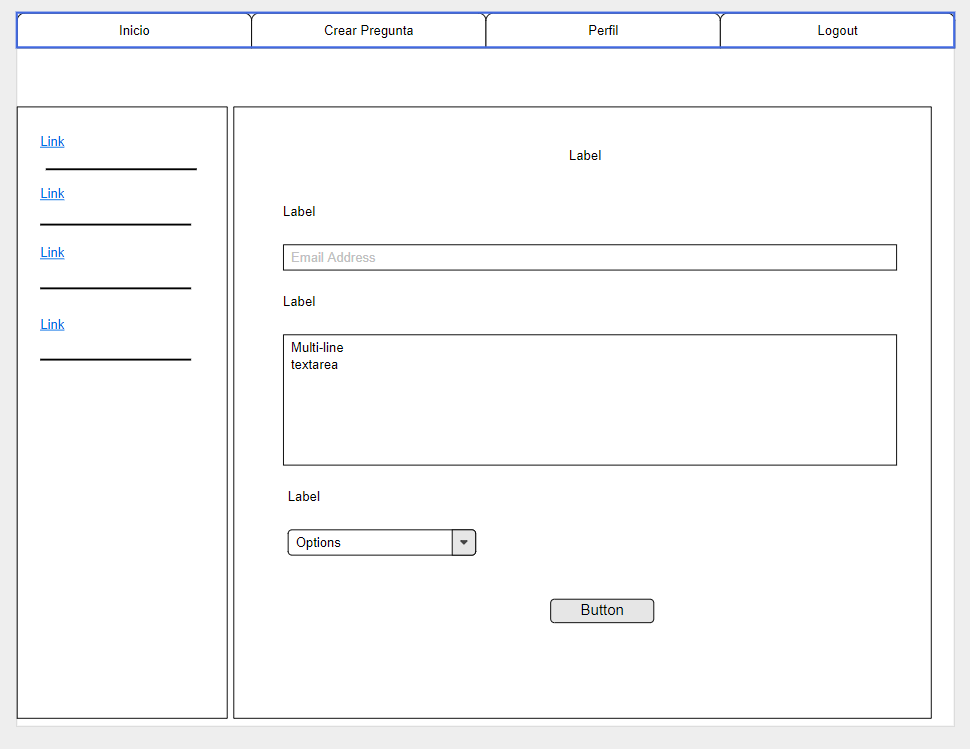 Inicio
Crear Pregunta
Perfil
Logout
Link
Link
Link
Link
Label
Label
Email Address
Label
Multi-line
textarea
Label
Options
Button